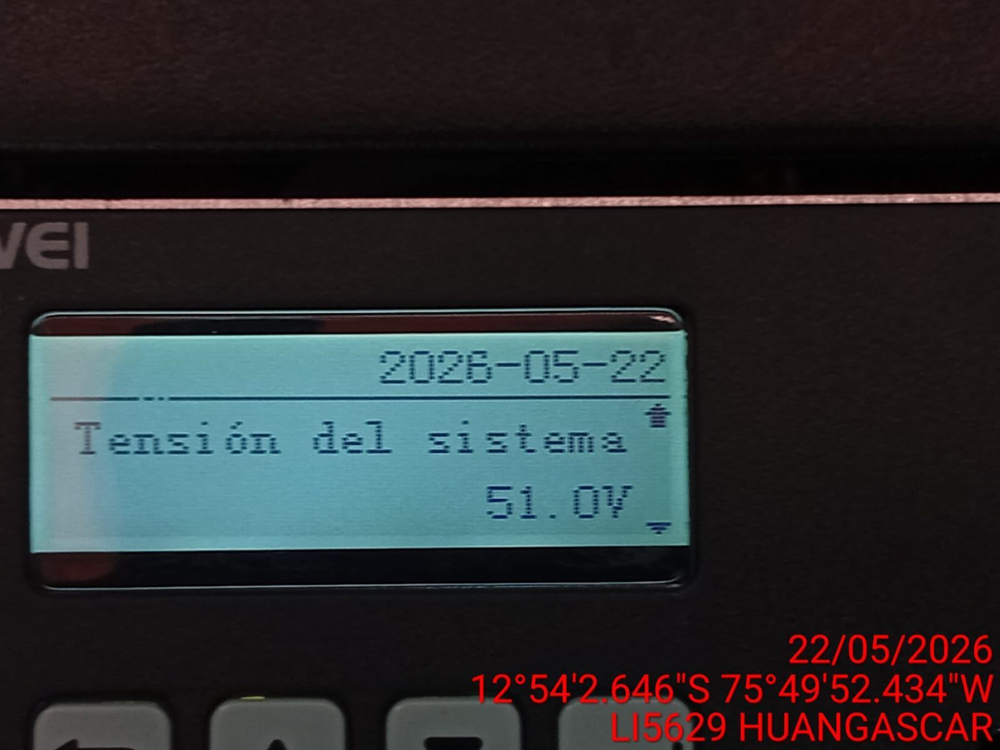 WEI
2026-05-22
Tensión del sistema
51.0V
22/05/2026
12°54'2.646"S 75°49'52.434"W
LI5629 HUANGASCAR